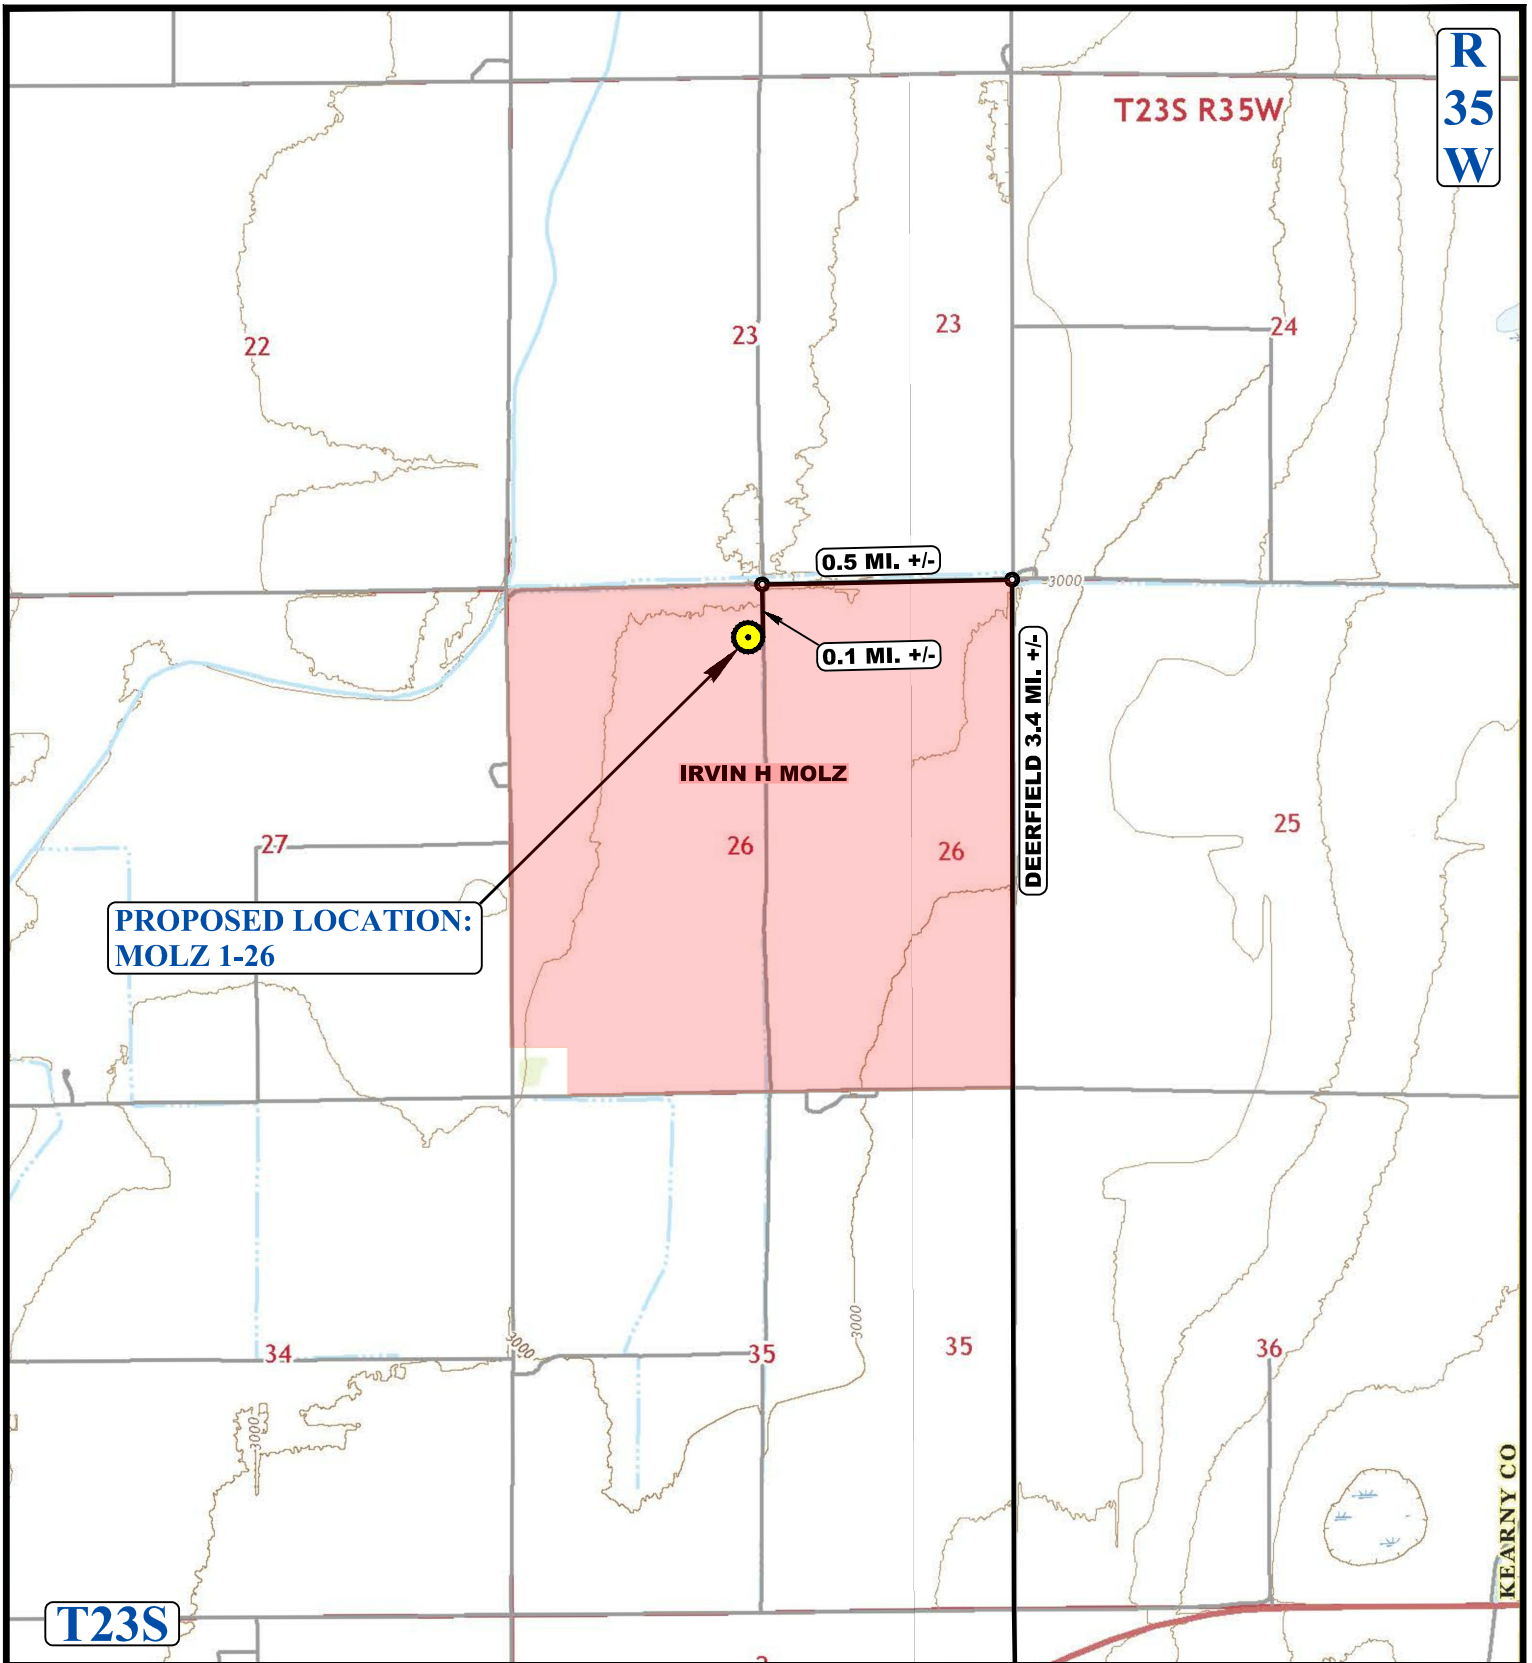 R
35
W
T23S R35W
22
23
23
24
0.5 MI. +/-
3000
0.1 MI. +/-
DEERFIELD 3.4 MI. +/-
IRVIN H MOLZ
25
27
26
26
PROPOSED LOCATION:
MOLZ 1-26
3000
3000
34
35
35
36
3000
KEARNY CO
T23S